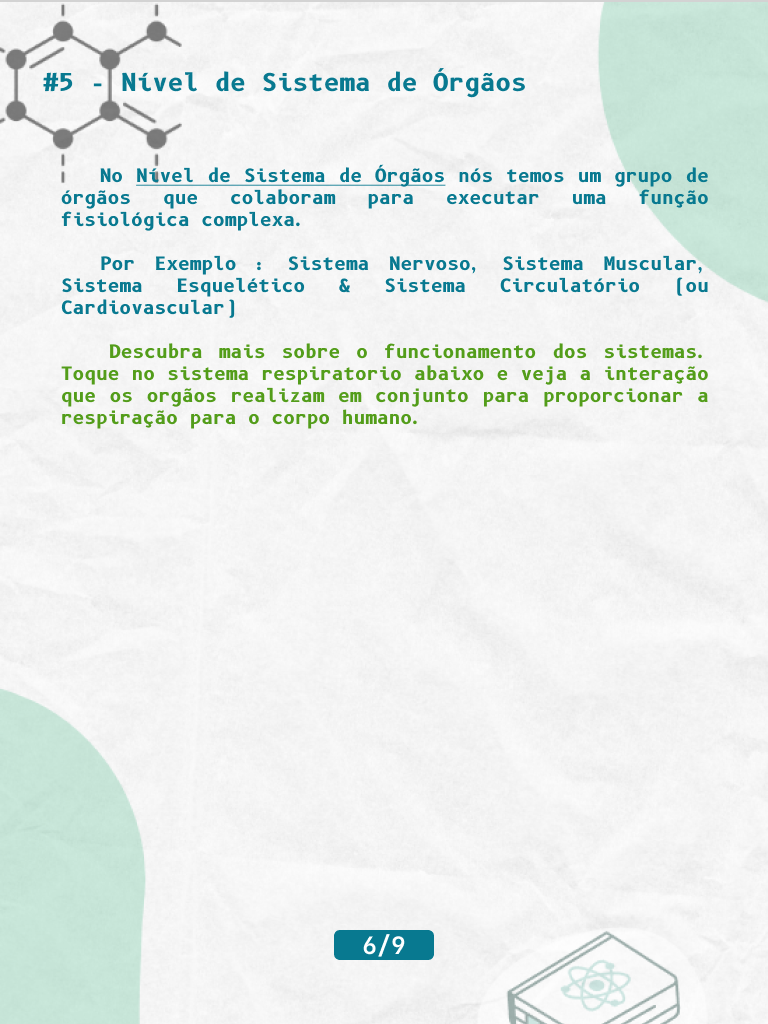 #5 - Nível de Sistema de Órgãos
No Nível de Sistema de Órgãos nós temos um grupo de
órgãos que colaboram para executar uma função
fisiológica complexa.
Por Exemplo : Sistema Nervoso, Sistema Muscular,
Sistema Esquelético & Sistema Circulatório (ou
Cardiovascular)
Descubra mais sobre o funcionamento dos sistemas.
Toque no sistema respiratorio abaixo e veja a interação
que os orgãos realizam em conjunto para proporcionar a
respiração para o corpo humano.
6/9